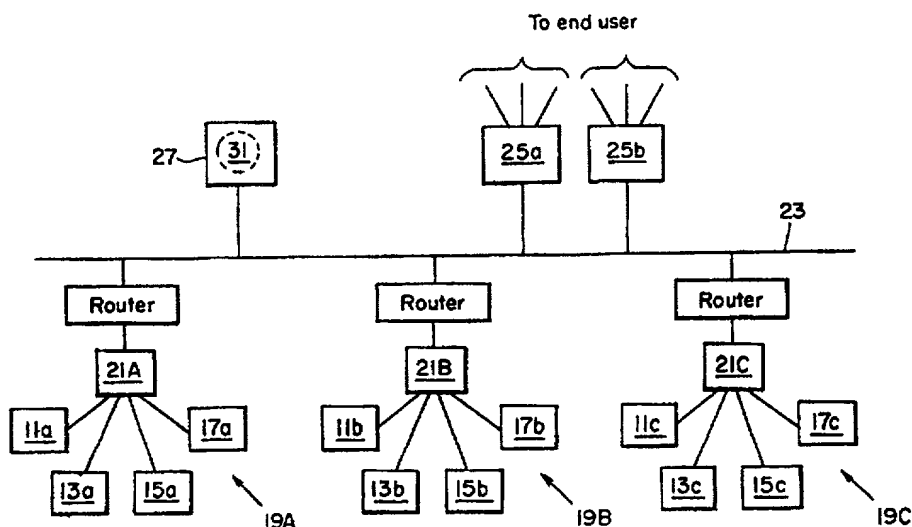 To end user
27
31
25a
25b
23
Router
Router
Router
21A
21B
21C
11a
17a
11b
17b
11c
17c
13a
15a
13b
15b
13c
15c
19A
19B
19C